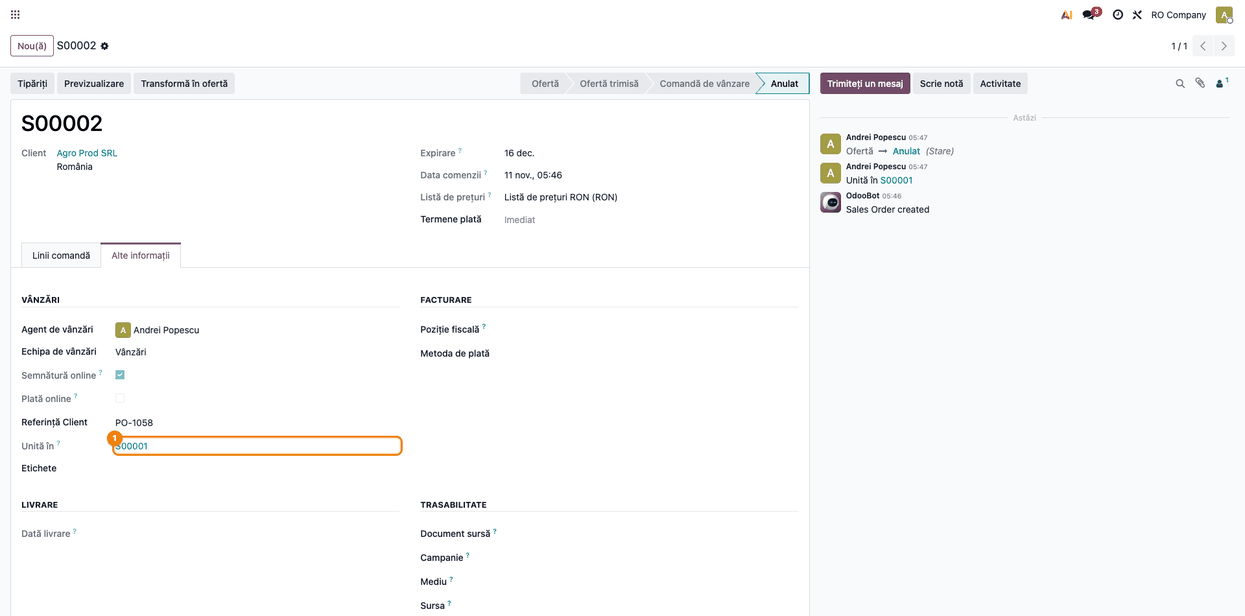 AI
3
RO Company
A
Nou(ă)
S00002
1 / 1
Tipăriți
Previzualizare
Transformă în ofertă
Ofertă
Ofertă trimisă
Comandă de vânzare
Anulat
Trimiteți un mesaj
Scrie notă
Activitate
1
S00002
Client
Agro Prod SRL
România
Expirare ?
16 dec.
Data comenzii ?
11 nov., 05:46
Listă de prețuri ?
Listă de prețuri RON (RON)
Termene plată
Imediat
Linii comandă
Alte informații
VÂNZĂRI
Agent de vânzări
A Andrei Popescu
Echipa de vânzări
Vânzări
Semnătură online ?
Plată online ?
Referință Client
PO-1058
Unită în ?
1
S00001
Etichete
FACTURARE
Poziție fiscală ?
Metoda de plată
LIVRARE
Dată livrare ?
TRASABILITATE
Document sursă ?
Campanie ?
Mediu ?
Sursa ?
Astăzi
A
Andrei Popescu 05:47
Ofertă → Anulat (Stare)
A
Andrei Popescu 05:47
Unită în S00001
OdooBot 05:46
Sales Order created